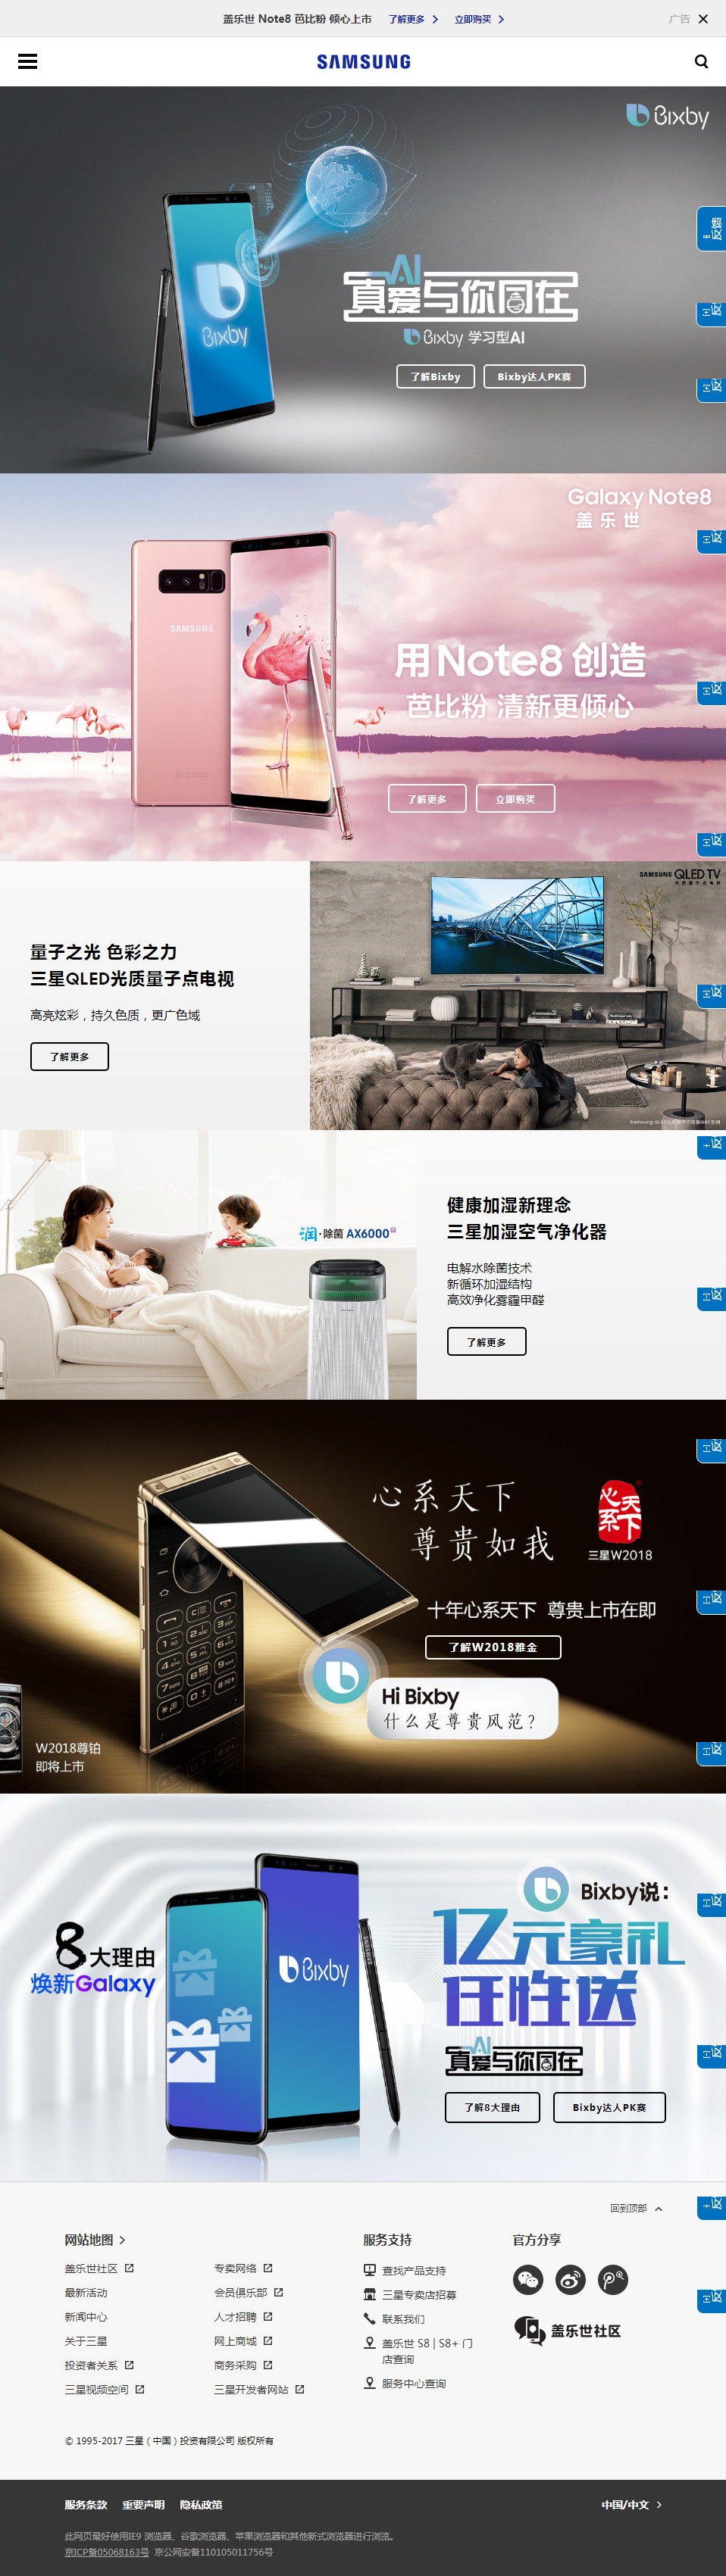 盖乐世 Note8 芭比粉 倾心上市 了解更多 立即购买 广告
SAMSUNG
Bixby
反馈
AI
真爱与你同在
Bixby 学习型AI
了解Bixby Bixby达人PK赛
Bixby
Galaxy Note8
盖乐世
SAMSUNG
用Note8创造
芭比粉 清新更倾心
了解更多 立即购买
SAMSUNG QLED TV
光质量子点电视
量子之光 色彩之力
三星QLED光质量子点电视
高亮炫彩，持久色质，更广色域
了解更多
润·除菌 AX6000
健康加湿新理念
三星加湿空气净化器
电解水除菌技术
新循环加湿结构
高效净化雾霾甲醛
了解更多
心系天下
尊贵如我
心系天下
三星W2018
十年心系天下 尊贵上市在即
了解W2018雅金
Hi Bixby
什么是尊贵风范？
W2018尊铂
即将上市
Bixby说：
8大理由
焕新Galaxy
Bixby
亿元豪礼
任性送
AI
真爱与你同在
了解8大理由 Bixby达人PK赛
回到顶部
网站地图
盖乐世社区
最新活动
新闻中心
关于三星
投资者关系
三星视频空间
专卖网络
会员俱乐部
人才招聘
网上商城
商务采购
三星开发者网站
服务支持
查找产品支持
三星专卖店招募
联系我们
盖乐世 S8 | S8+ 门
店查询
服务中心查询
官方分享
盖乐世社区
© 1995-2017 三星（中国）投资有限公司 版权所有
服务条款 重要声明 隐私政策 中国/中文
此网页最好使用IE9 浏览器，谷歌浏览器，苹果浏览器和其他新式浏览器进行浏览。
京ICP备05068163号 京公网安备110105011756号